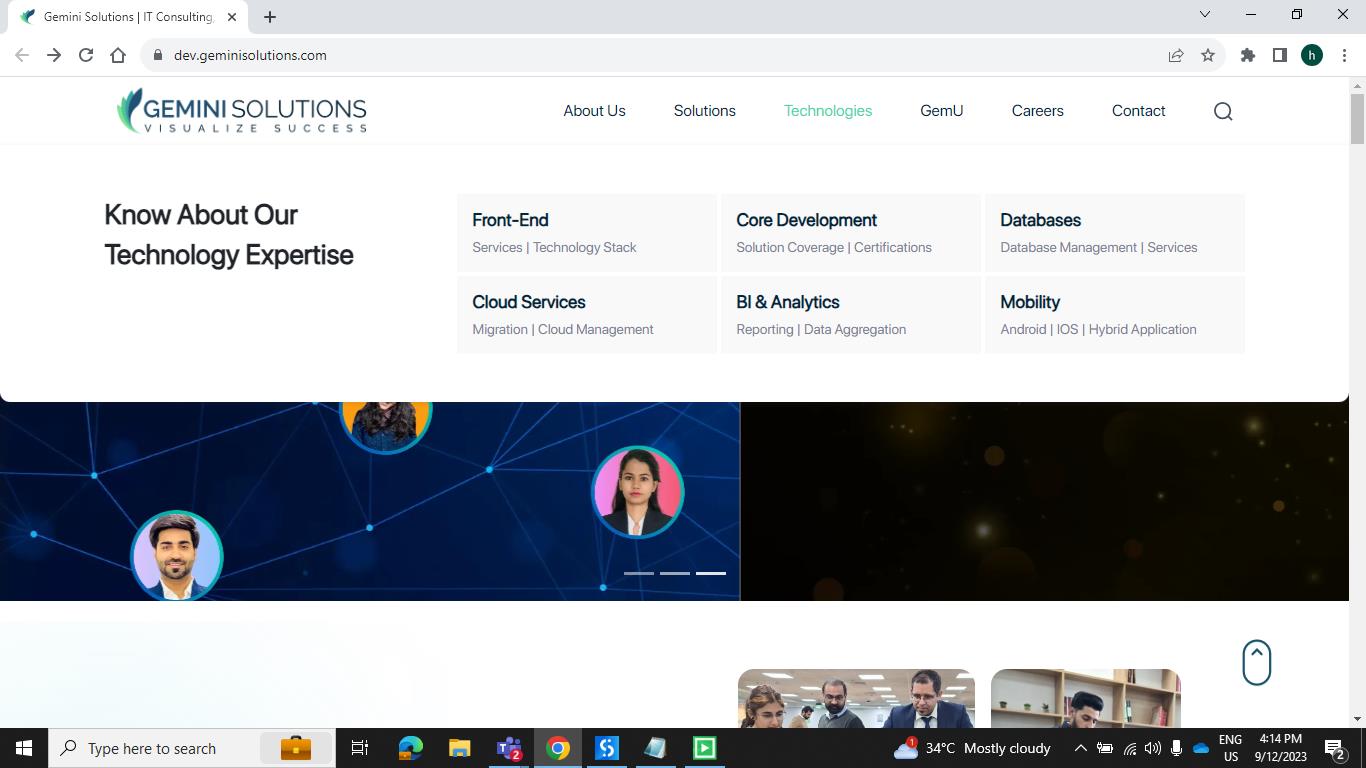 Gemini Solutions | IT Consulting,
dev.geminisolutions.com
h
GEMINI SOLUTIONS
VISUALIZE SUCCESS
About Us
Solutions
Technologies
GemU
Careers
Contact
Know About Our
Technology Expertise
Front-End
Services | Technology Stack
Core Development
Solution Coverage | Certifications
Databases
Database Management | Services
Cloud Services
Migration | Cloud Management
BI & Analytics
Reporting | Data Aggregation
Mobility
Android | IOS | Hybrid Application
Type here to search
2
1
34°C Mostly cloudy
ENG
US
4:14 PM
9/12/2023
2